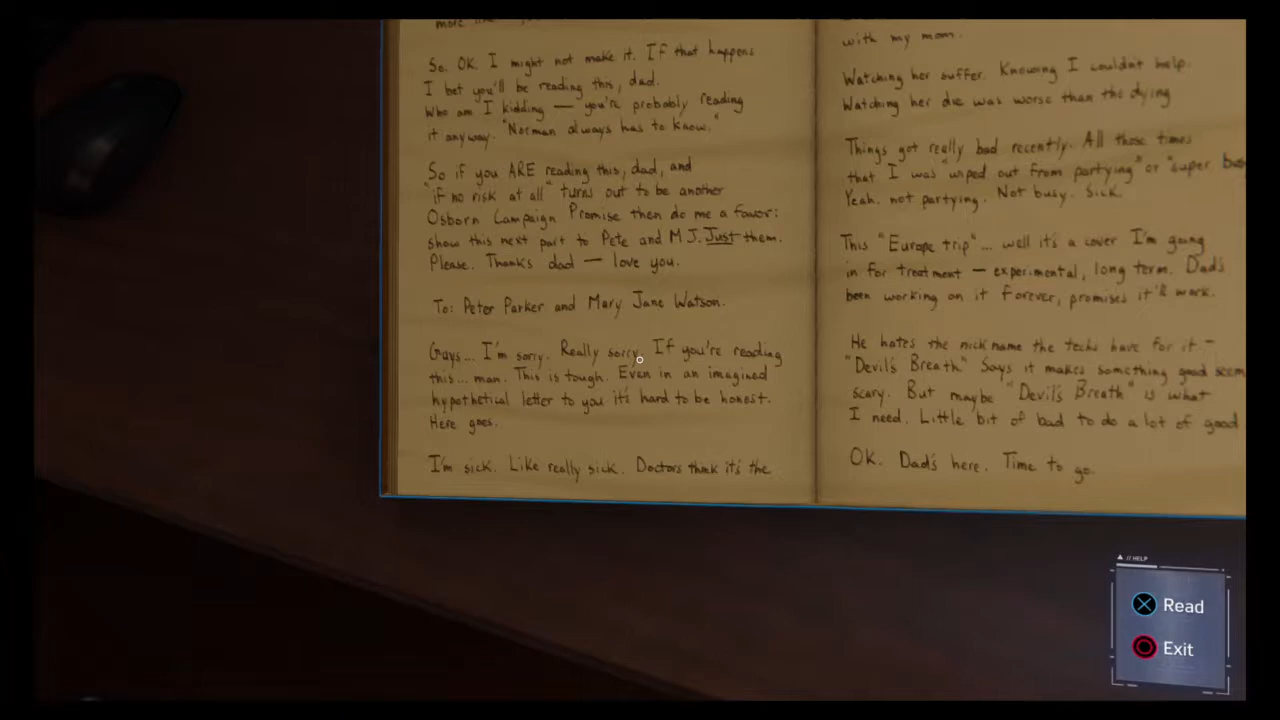 more like
So. OK. I might not make it. If that happens
I bet you'll be reading this, dad.
Who am I kidding — you're probably reading
it anyway. "Norman always has to know."
So if you ARE reading this, dad, and
"if no risk at all" turns out to be another
Osborn Campaign Promise then do me a favor:
show this next part to Pete and MJ. Just them.
Please. Thanks dad — love you.
To: Peter Parker and Mary Jane Watson.
Guys... I'm sorry. Really sorry. If you're reading
this... man. This is tough. Even in an imagined
hypothetical letter to you it's hard to be honest.
Here goes.
I'm sick. Like really sick. Doctors think it's the
with my mom.
Watching her suffer. Knowing I couldn't help.
Watching her die was worse than the dying
Things got really bad recently. All those times
that I was "wiped out from partying" or "super
Yeah. not partying. Not busy. Sick.
This "Europe trip"... well it's a cover I'm going
in for treatment — experimental, long term. Dad's
been working on it forever, promises it'll work.
He hates the nickname the techs have for it -
"Devil's Breath" Says it makes something good seem
scary. But maybe "Devil's Breath" is what
I need. Little bit of bad to do a lot of good
OK. Dad's here. Time to go.
// HELP
Read
Exit